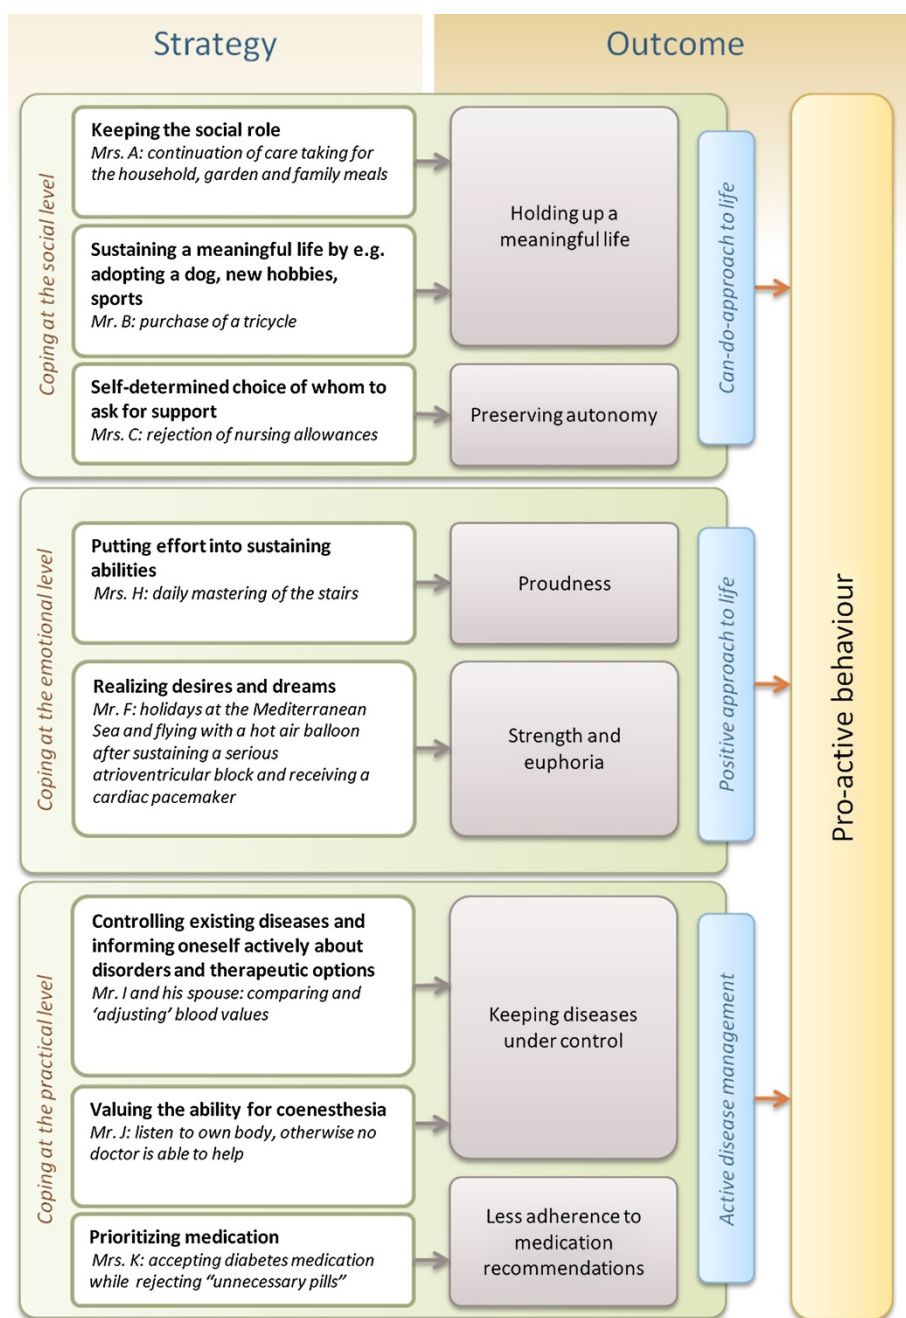 Strategy
Outcome
Coping at the social level
Keeping the social role
Mrs. A: continuation of care taking for
the household, garden and family meals
Sustaining a meaningful life by e.g.
adopting a dog, new hobbies,
sports
Mr. B: purchase of a tricycle
Holding up a
meaningful life
Self-determined choice of whom to
ask for support
Mrs. C: rejection of nursing allowances
Preserving autonomy
Can-do-approach to life
Coping at the emotional level
Putting effort into sustaining
abilities
Mrs. H: daily mastering of the stairs
Proudness
Realizing desires and dreams
Mr. F: holidays at the Mediterranean
Sea and flying with a hot air balloon
after sustaining a serious
atrioventricular block and receiving a
cardiac pacemaker
Strength and
euphoria
Positive approach to life
Coping at the practical level
Controlling existing diseases and
informing oneself actively about
disorders and therapeutic options
Mr. I and his spouse: comparing and
‘adjusting’ blood values
Valuing the ability for coenesthesia
Mr. J: listen to own body, otherwise no
doctor is able to help
Keeping diseases
under control
Prioritizing medication
Mrs. K: accepting diabetes medication
while rejecting “unnecessary pills”
Less adherence to
medication
recommendations
Active disease management
Pro-active behaviour